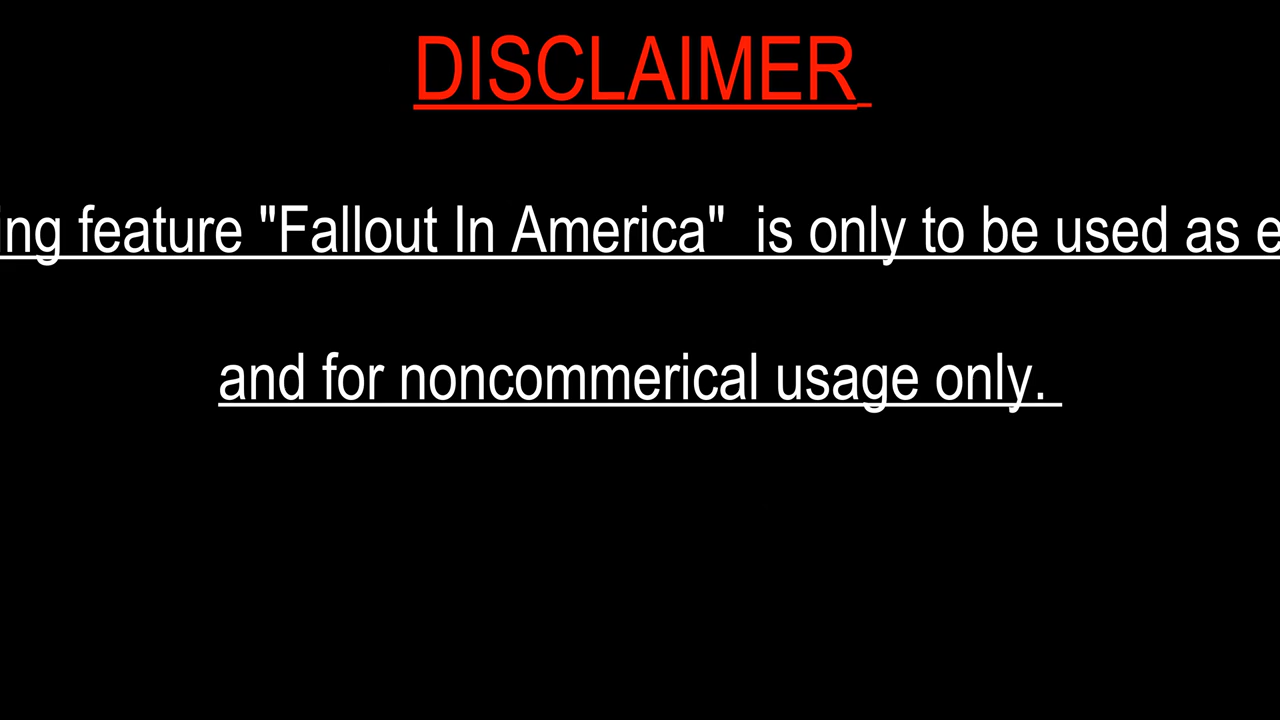 DISCLAIMER
ing feature "Fallout In America" is only to be used as e
and for noncommerical usage only.